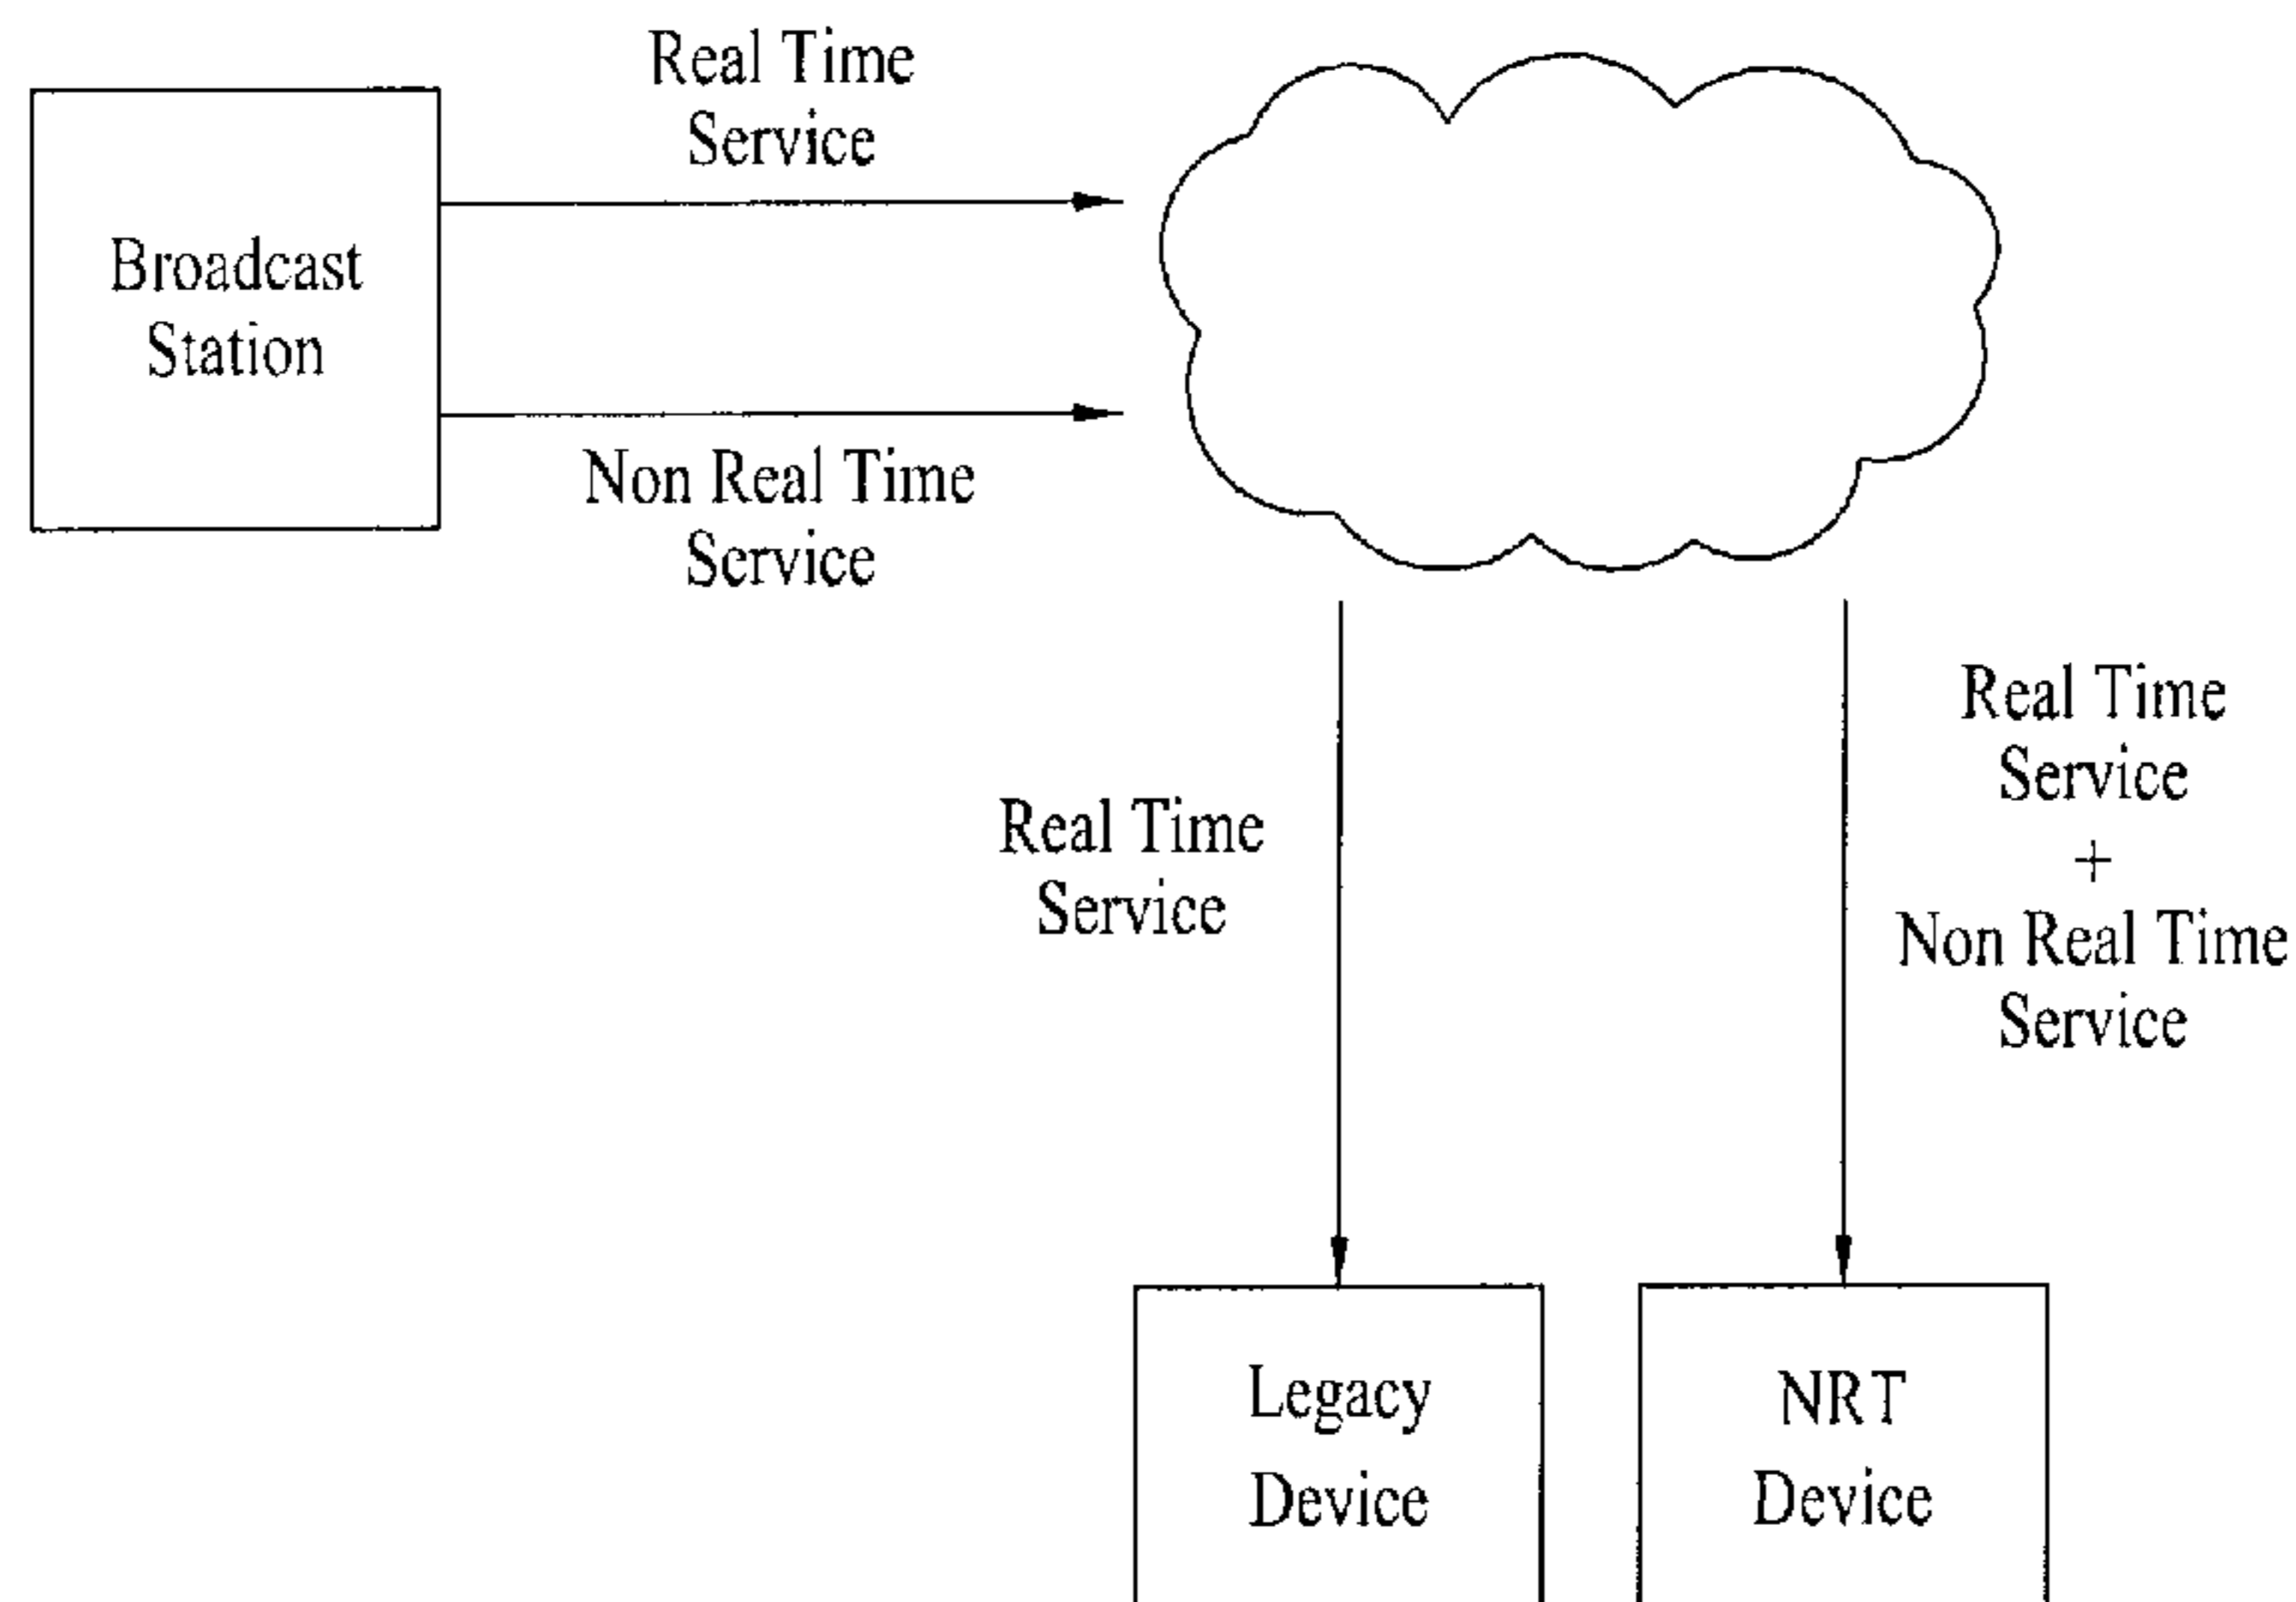 Real Time
Service
Broadcast
Station
Non Real Time
Service
Real Time
Service
Real Time
Service
+
Non Real Time
Service
Legacy
Device
NRT
Device